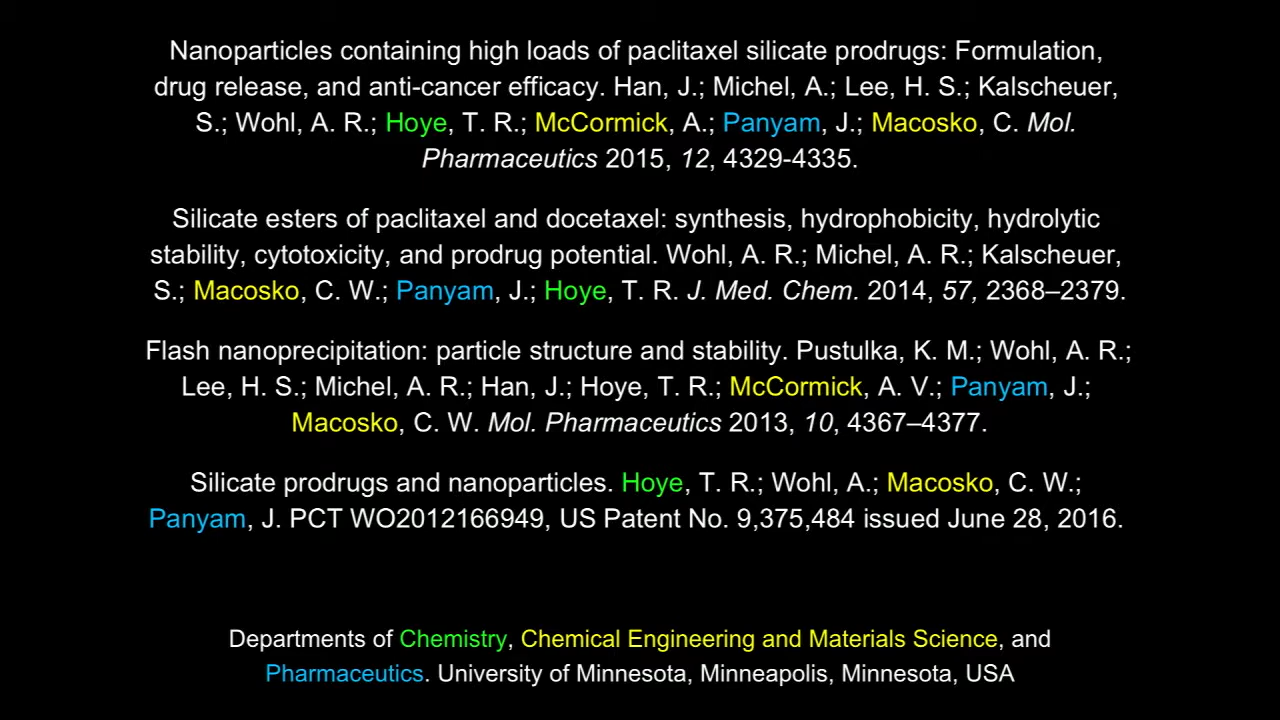 Nanoparticles containing high loads of paclitaxel silicate prodrugs: Formulation,
drug release, and anti-cancer efficacy. Han, J.; Michel, A.; Lee, H. S.; Kalscheuer,
S.; Wohl, A. R.; Hoye, T. R.; McCormick, A.; Panyam, J.; Macosko, C. Mol.
Pharmaceutics 2015, 12, 4329-4335.
Silicate esters of paclitaxel and docetaxel: synthesis, hydrophobicity, hydrolytic
stability, cytotoxicity, and prodrug potential. Wohl, A. R.; Michel, A. R.; Kalscheuer,
S.; Macosko, C. W.; Panyam, J.; Hoye, T. R. J. Med. Chem. 2014, 57, 2368–2379.
Flash nanoprecipitation: particle structure and stability. Pustulka, K. M.; Wohl, A. R.;
Lee, H. S.; Michel, A. R.; Han, J.; Hoye, T. R.; McCormick, A. V.; Panyam, J.;
Macosko, C. W. Mol. Pharmaceutics 2013, 10, 4367–4377.
Silicate prodrugs and nanoparticles. Hoye, T. R.; Wohl, A.; Macosko, C. W.;
Panyam, J. PCT WO2012166949, US Patent No. 9,375,484 issued June 28, 2016.
Departments of Chemistry, Chemical Engineering and Materials Science, and
Pharmaceutics. University of Minnesota, Minneapolis, Minnesota, USA